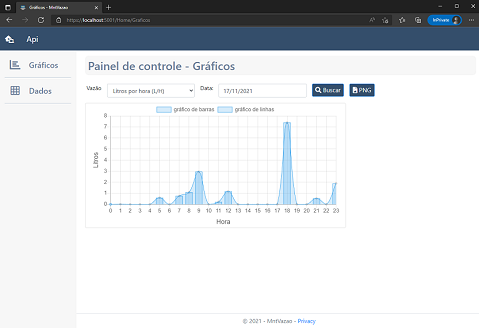 Gráficos - MnIVazao
https://localhost:5001/Home/Graficos
InPrivate
Api
Gráficos
Dados
Painel de controle - Gráficos
Vazão
Litros por hora (L/H)
Data:
17/11/2021
Buscar
PNG
gráfico de barras
gráfico de linhas
Litros
8
7
6
5
4
3
2
1
0
0 1 2 3 4 5 6 7 8 9 10 11 12 13 14 15 16 17 18 19 20 21 22 23
Hora
© 2021 - MntVazao - Privacy